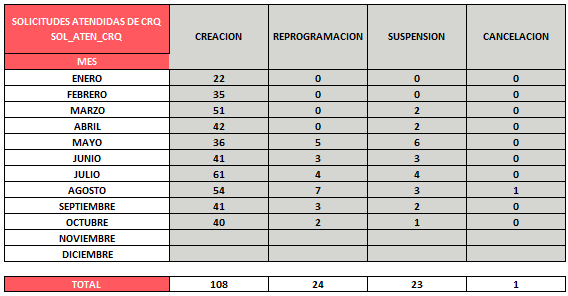 SOLICITUDES ATENDIDAS DE CRQ
SOL_ATEN_CRQ CREACION REPROGRAMACION SUSPENSION CANCELACION
MES
ENERO 22 0 0 0
FEBRERO 35 0 0 0
MARZO 51 0 2 0
ABRIL 42 0 2 0
MAYO 36 5 6 0
JUNIO 41 3 3 0
JULIO 61 4 4 0
AGOSTO 54 7 3 1
SEPTIEMBRE 41 3 2 0
OCTUBRE 40 2 1 0
NOVIEMBRE
DICIEMBRE
TOTAL 108 24 23 1